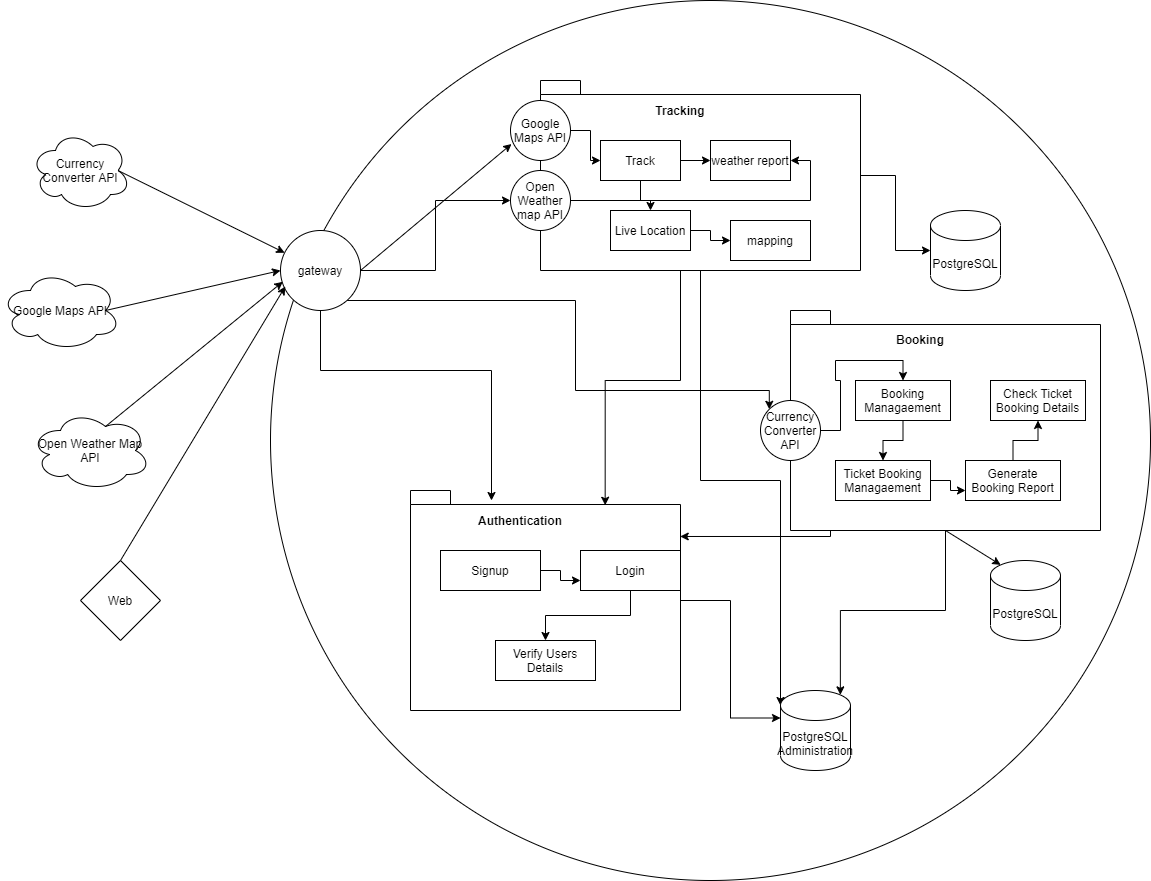 Currency
Converter API
Google Maps API
Open Weather Map
API
Web
gateway
Tracking
Google
Maps API
Open
Weather
map API
Track
weather report
Live Location
mapping
PostgreSQL
Booking
Currency
Converter
API
Booking
Managaement
Check Ticket
Booking Details
Ticket Booking
Managaement
Generate
Booking Report
PostgreSQL
Authentication
Signup
Login
Verify Users
Details
PostgreSQL
Administration